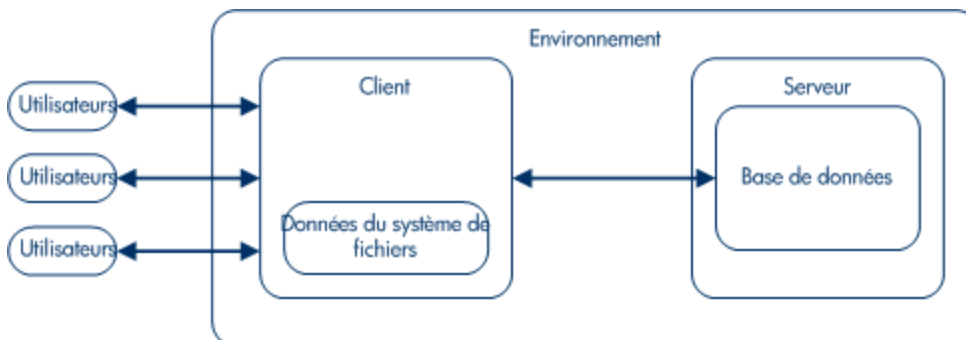 Environnement
Client
Serveur
Utilisateurs
Utilisateurs
Utilisateurs
Données du système de
fichiers
Base de données